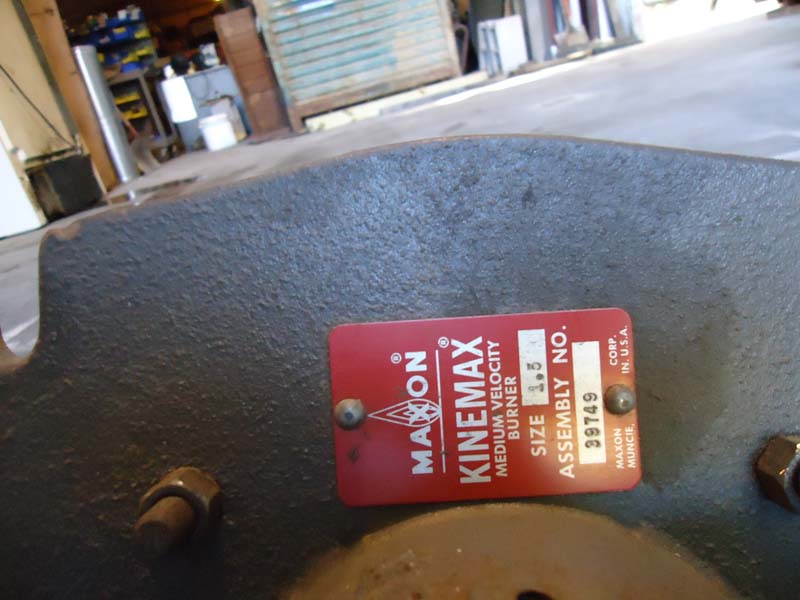 MAXON®
KINEMAX®
MEDIUM VELOCITY
BURNER
SIZE 1.5
ASSEMBLY NO.
39749
MAXON CORP.
MUNCIE, IN. U.S.A.